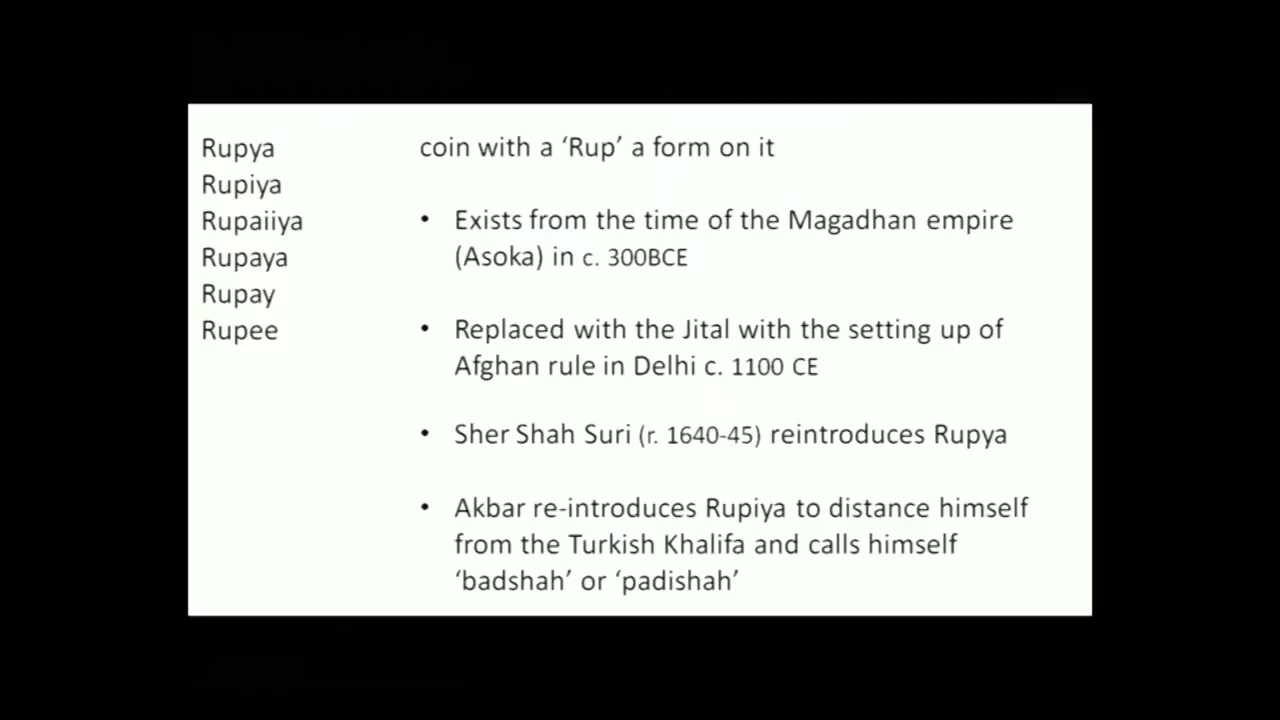 Rupya
Rupiya
Rupaiiya
Rupaya
Rupay
Rupee
coin with a ‘Rup’ a form on it
• Exists from the time of the Magadhan empire
(Asoka) in c. 300BCE
• Replaced with the Jital with the setting up of
Afghan rule in Delhi c. 1100 CE
• Sher Shah Suri (r. 1640-45) reintroduces Rupya
• Akbar re-introduces Rupiya to distance himself
from the Turkish Khalifa and calls himself
‘badshah’ or ‘padishah’